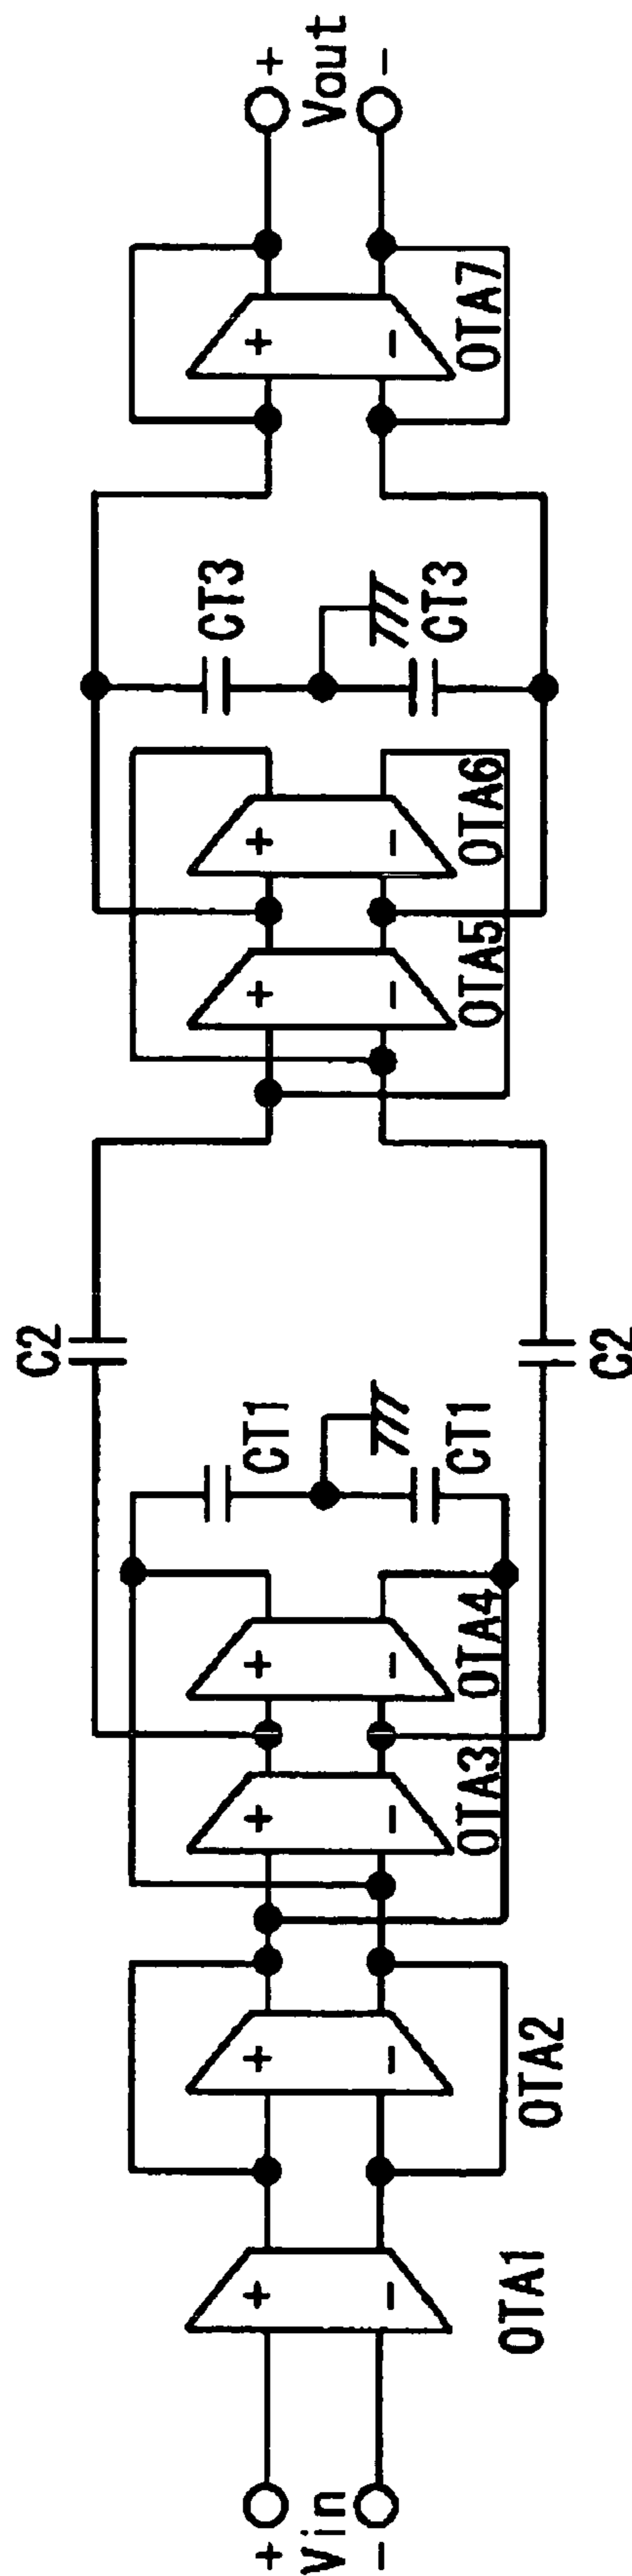 +
Vin
-
OTA1
+
-
OTA2
+
-
OTA3
+
-
OTA4
+
-
CT1
CT1
C2
C2
OTA5
+
-
OTA6
+
-
CT3
CT3
OTA7
+
-
+
Vout
-